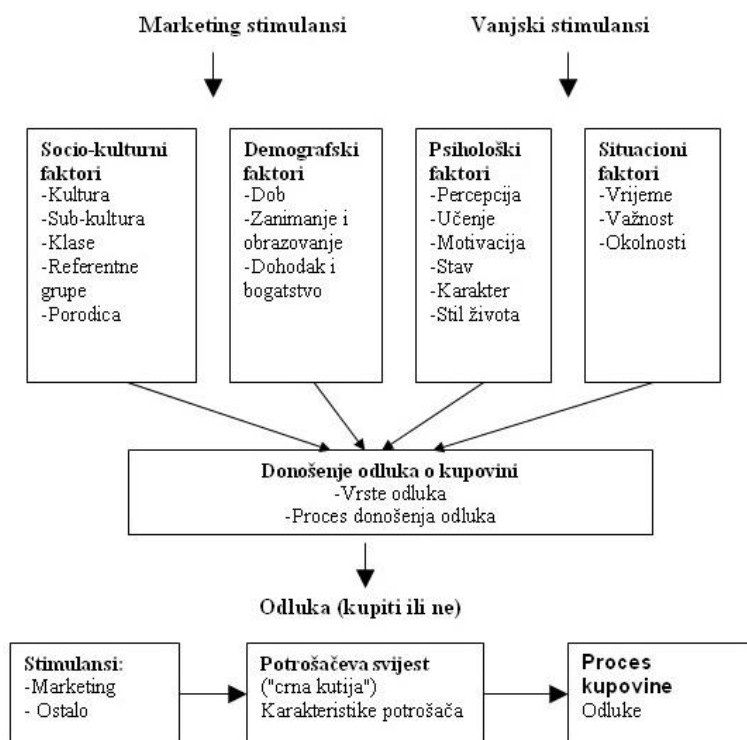 Marketing stimulansi
Vanjski stimulansi
Socio-kulturni
faktori
-Kultura
-Sub-kultura
-Klase
-Referentne
grupe
-Porodica
Demografski
faktori
-Dob
-Zanimanje i
obrazovanje
-Dohodak i
bogatstvo
Psihološki
faktori
-Percepcija
-Učenje
-Motivacija
-Stav
-Karakter
-Stil života
Situacioni
faktori
-Vrijeme
-Važnost
-Okolnosti
Donošenje odluka o kupovini
-Vrste odluka
-Proces donošenja odluka
Odluka (kupiti ili ne)
Stimulansi:
-Marketing
- Ostalo
Potrošačeva svijest
("crna kutija")
Karakteristike potrošača
Proces
kupovine
Odluke